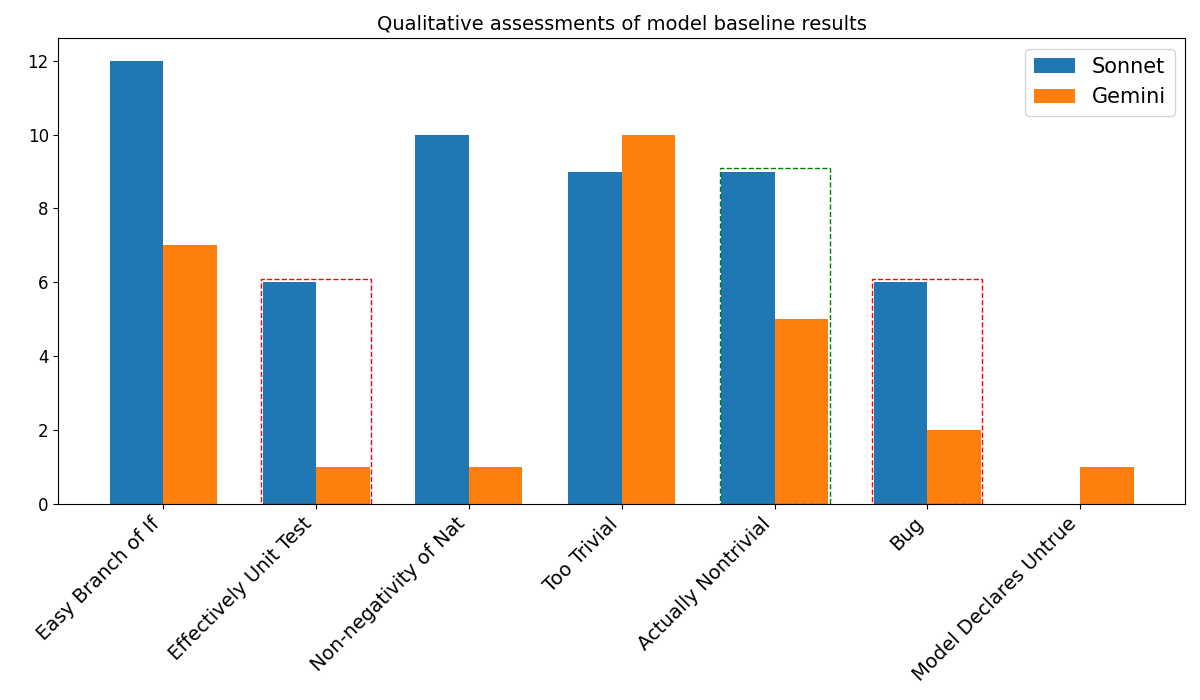 Qualitative assessments of model baseline results
Sonnet
Gemini
12
10
8
6
4
2
0
Easy Branch of If
Effectively Unit Test
Non-negativity of Nat
Too Trivial
Actually Nontrivial
Bug
Model Declares Untrue